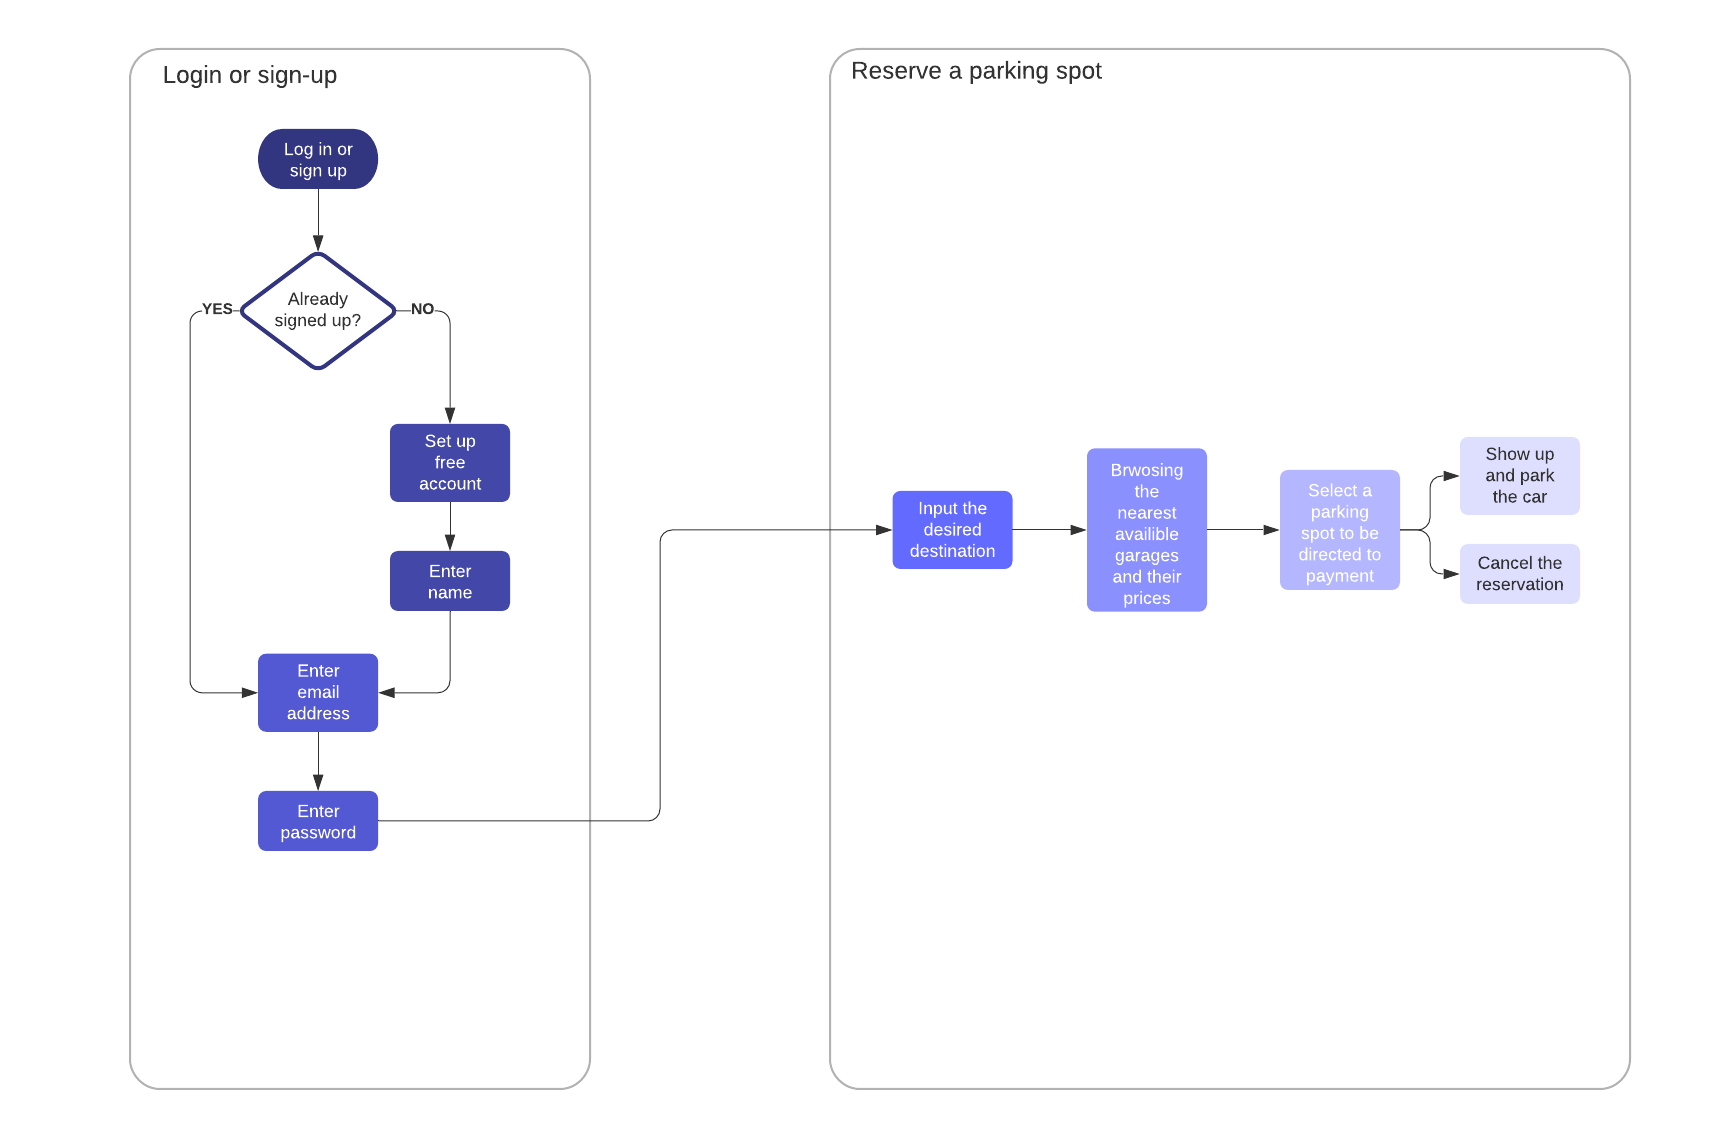 Login or sign-up
Log in or
sign up
Already
signed up?
YES
NO
Set up
free
account
Enter
name
Enter
email
address
Enter
password
Reserve a parking spot
Input the
desired
destination
Brwosing
the
nearest
availible
garages
and their
prices
Select a
parking
spot to be
directed to
payment
Show up
and park
the car
Cancel the
reservation